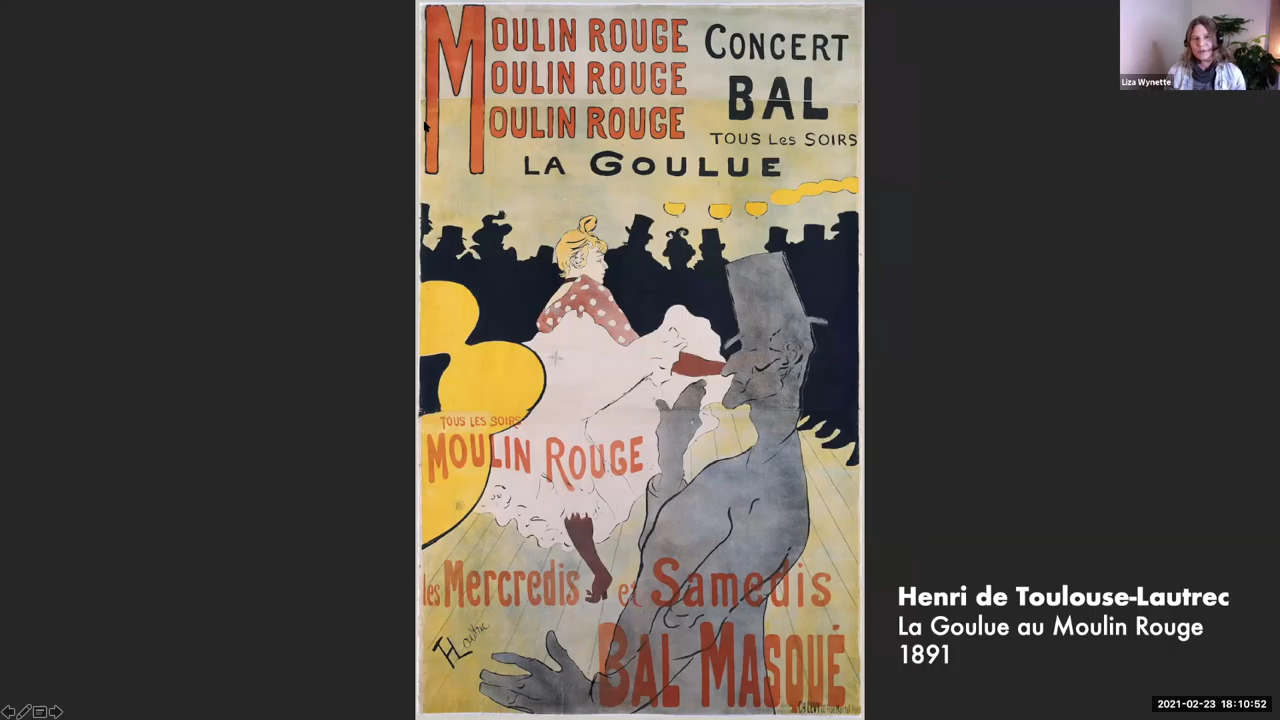 MOULIN ROUGE
MOULIN ROUGE
OULIN ROUGE
CONCERT
BAL
TOUS LES SOIRS
LA GOULUE
TOUS LES SOIRS
MOULIN ROUGE
les Mercredis et Samedis
BAL MASQUÉ
HTLautrec
Liza Wynette
Henri de Toulouse-Lautrec
La Goulue au Moulin Rouge
1891
2021-02-23 18:10:52